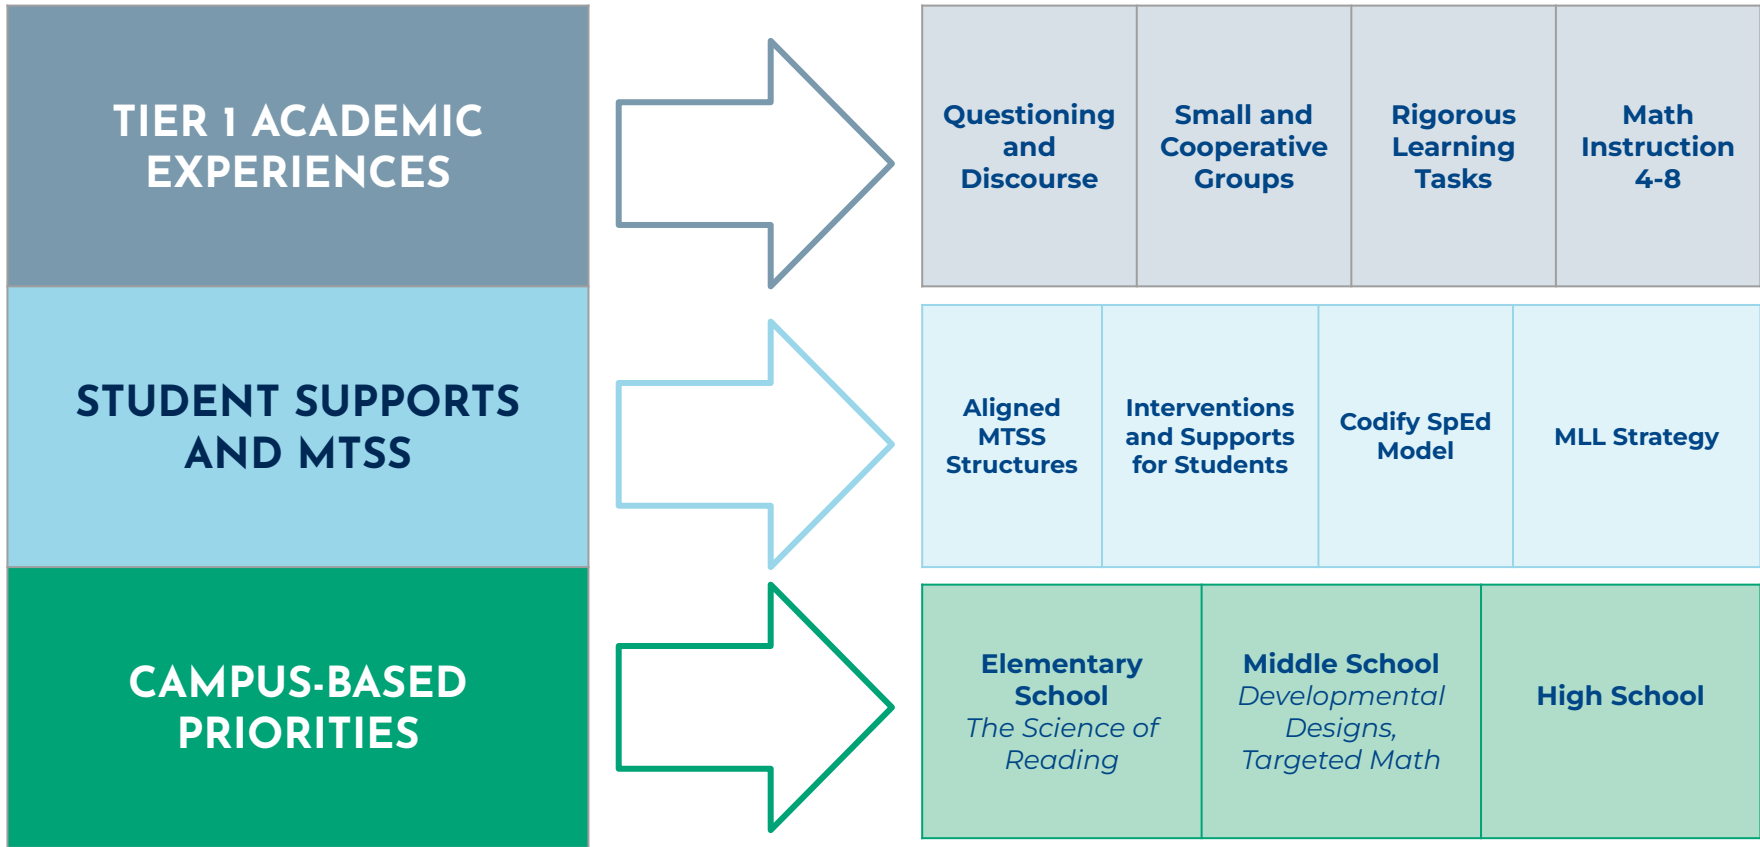 TIER 1 ACADEMIC
EXPERIENCES
Questioning
and
Discourse
Small and
Cooperative
Groups
Rigorous
Learning
Tasks
Math
Instruction
4-8
STUDENT SUPPORTS
AND MTSS
Aligned
MTSS
Structures
Interventions
and Supports
for Students
Codify SpEd
Model
MLL Strategy
CAMPUS-BASED
PRIORITIES
Elementary
School
The Science of
Reading
Middle School
Developmental
Designs,
Targeted Math
High School